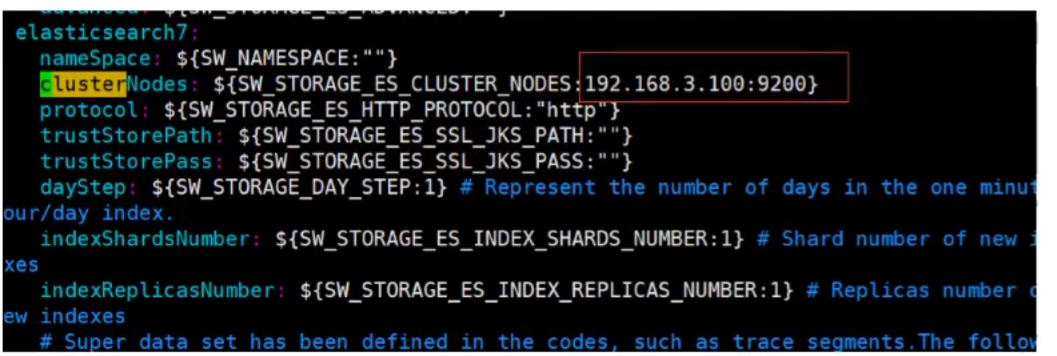 elasticsearch7:
nameSpace: ${SW_NAMESPACE:""}
clusterNodes: ${SW_STORAGE_ES_CLUSTER_NODES:192.168.3.100:9200}
protocol: ${SW_STORAGE_ES_HTTP_PROTOCOL:"http"}
trustStorePath: ${SW_STORAGE_ES_SSL_JKS_PATH:""}
trustStorePass: ${SW_STORAGE_ES_SSL_JKS_PASS:""}
dayStep: ${SW_STORAGE_DAY_STEP:1} # Represent the number of days in the one minut
our/day index.
indexShardsNumber: ${SW_STORAGE_ES_INDEX_SHARDS_NUMBER:1} # Shard number of new i
xes
indexReplicasNumber: ${SW_STORAGE_ES_INDEX_REPLICAS_NUMBER:1} # Replicas number
ew indexes
# Super data set has been defined in the codes, such as trace segments.The follow